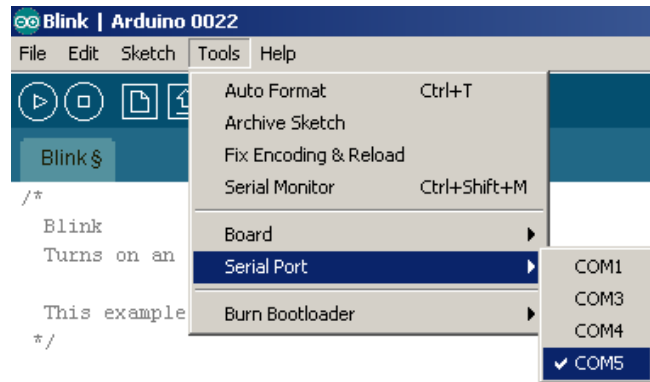 Blink | Arduino 0022
File Edit Sketch Tools Help
Auto Format Ctrl+T
Archive Sketch
Fix Encoding & Reload
Serial Monitor Ctrl+Shift+M
Board
Serial Port
Burn Bootloader
COM1
COM3
COM4
COM5
Blink §
/*
Blink
Turns on an
This example
*/